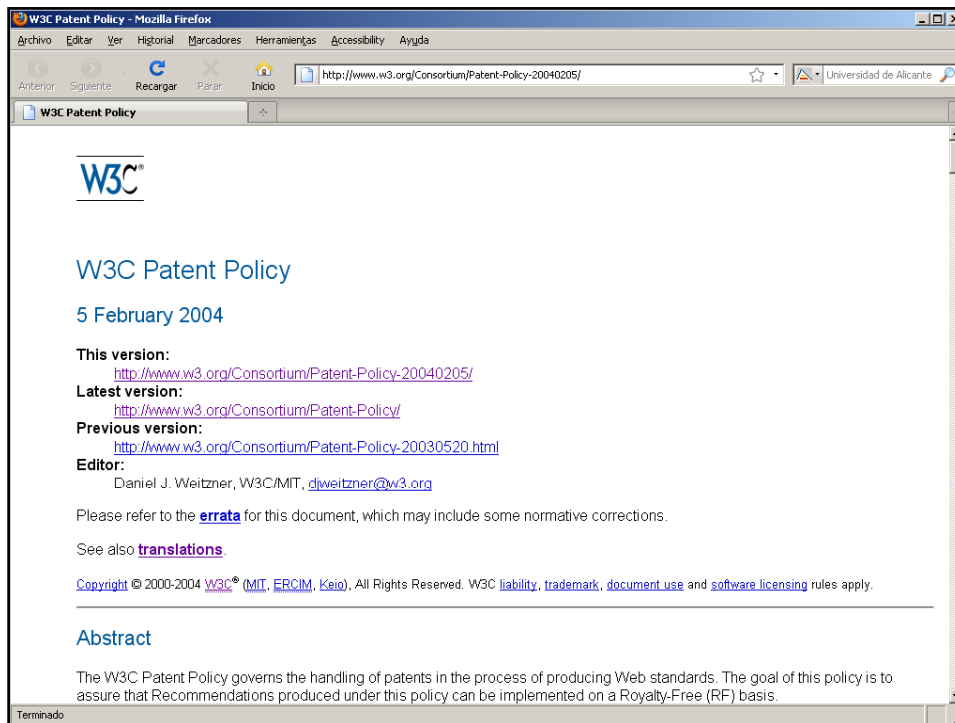 W3C Patent Policy - Mozilla Firefox
Archivo Editar Ver Historial Marcadores Herramientas Accessibility Ayuda
Anterior Siguiente Recargar Parar Inicio http://www.w3.org/Consortium/Patent-Policy-20040205/ Universidad de Alicante
W3C Patent Policy
W3C®
W3C Patent Policy
5 February 2004
This version:
http://www.w3.org/Consortium/Patent-Policy-20040205/
Latest version:
http://www.w3.org/Consortium/Patent-Policy/
Previous version:
http://www.w3.org/Consortium/Patent-Policy-20030520.html
Editor:
Daniel J. Weitzner, W3C/MIT, djweitzner@w3.org
Please refer to the errata for this document, which may include some normative corrections.
See also translations.
Copyright © 2000-2004 W3C® (MIT, ERCIM, Keio), All Rights Reserved. W3C liability, trademark, document use and software licensing rules apply.
Abstract
The W3C Patent Policy governs the handling of patents in the process of producing Web standards. The goal of this policy is to
assure that Recommendations produced under this policy can be implemented on a Royalty-Free (RF) basis.
Terminado